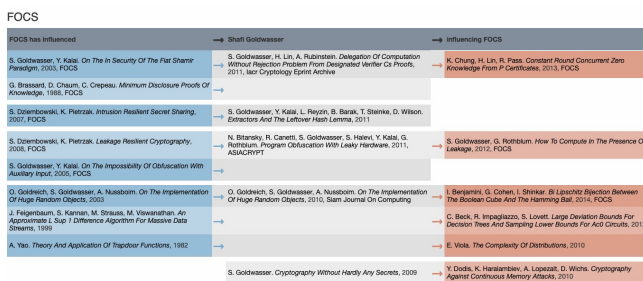 FOCS
FOCS has influenced
Shafi Goldwasser
influencing FOCS
S. Goldwasser, Y. Kalai. On The In Security Of The Fiat Shamir
Paradigm, 2003, FOCS
S. Goldwasser, H. Lin, A. Rubinstein. Delegation Of Computation
Without Rejection Problem From Designated Verifier Cs Proofs,
2011, Iacr Cryptology Eprint Archive
K. Chung, H. Lin, R. Pass. Constant Round Concurrent Zero
Knowledge From P Certificates, 2013, FOCS
G. Brassard, D. Chaum, C. Crepeau. Minimum Disclosure Proofs Of
Knowledge, 1988, FOCS
S. Dziembowski, K. Pietrzak. Intrusion Resilient Secret Sharing,
2007, FOCS
S. Goldwasser, Y. Kalai, L. Reyzin, B. Barak, T. Steinke, D. Wilson.
Extractors And The Leftover Hash Lemma, 2011
S. Dziembowski, K. Pietrzak. Leakage Resilient Cryptography,
2008, FOCS
N. Bitansky, R. Canetti, S. Goldwasser, S. Halevi, Y. Kalai, G.
Rothblum. Program Obfuscation With Leaky Hardware, 2011,
ASIACRYPT
S. Goldwasser, G. Rothblum. How To Compute In The Presence O
Leakage, 2012, FOCS
S. Goldwasser, Y. Kalai. On The Impossibility Of Obfuscation With
Auxiliary Input, 2005, FOCS
O. Goldreich, S. Goldwasser, A. Nussboim. On The Implementation
Of Huge Random Objects, 2003
O. Goldreich, S. Goldwasser, A. Nussboim. On The Implementation
Of Huge Random Objects, 2010, Siam Journal On Computing
I. Benjamini, G. Cohen, I. Shinkar. Bi Lipschitz Bijection Between
The Boolean Cube And The Hamming Ball, 2014, FOCS
J. Feigenbaum, S. Kannan, M. Strauss, M. Viswanathan. An
Approximate L Sup 1 Difference Algorithm For Massive Data
Streams, 1999
C. Beck, R. Impagliazzo, S. Lovett. Large Deviation Bounds For
Decision Trees And Sampling Lower Bounds For Ac0 Circuits, 201
A. Yao. Theory And Application Of Trapdoor Functions, 1982
E. Viola. The Complexity Of Distributions, 2010
S. Goldwasser. Cryptography Without Hardly Any Secrets, 2009
Y. Dodis, K. Haralambiev, A. Lopezalt, D. Wichs. Cryptography
Against Continuous Memory Attacks, 2010